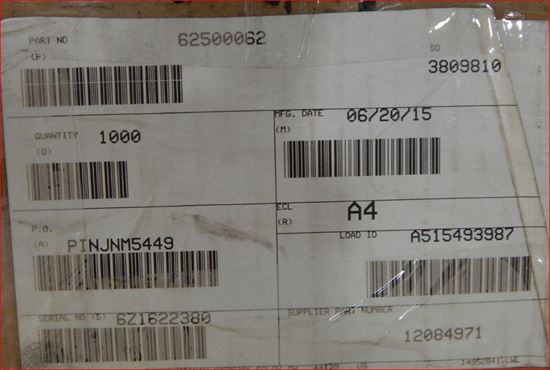 PART NO 62500062
(P)
SO
3809810
QUANTITY 1000
(Q)
MFG. DATE 06/20/15
(M)
ECL A4
(R)
P.O.
(A) PINJNM5449
LOAD ID A515493987
SERIAL NO (S) 6Z1622380
SUPPLIER PART NUMBER
12084971